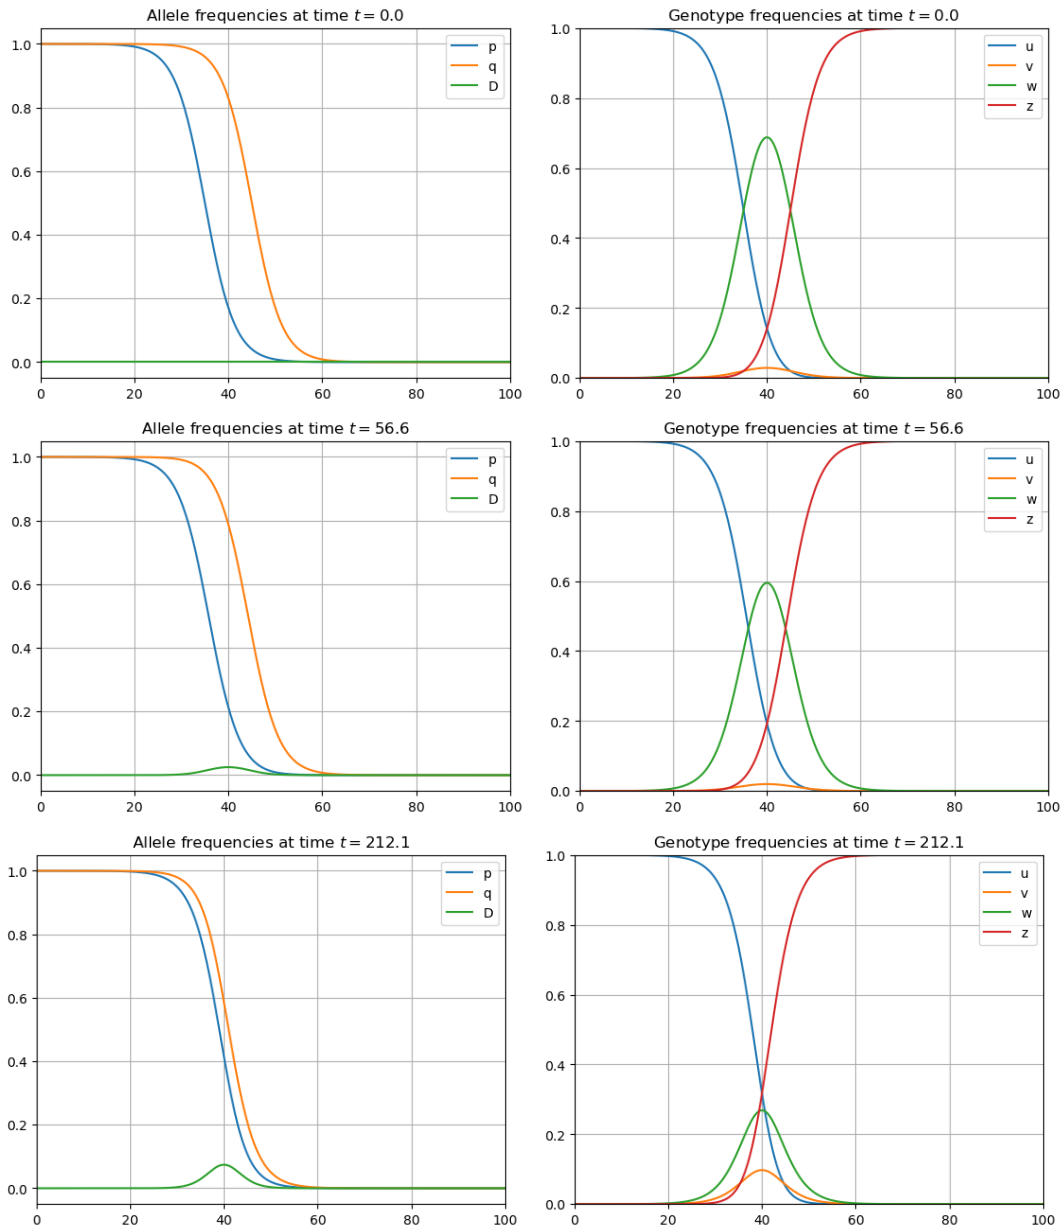 Allele frequencies at time t = 0.0
1.0
0.8
0.6
0.4
0.2
0.0
0 20 40 60 80 100
p
q
D
Genotype frequencies at time t = 0.0
1.0
0.8
0.6
0.4
0.2
0.0
0 20 40 60 80 100
u
v
w
z
Allele frequencies at time t = 56.6
1.0
0.8
0.6
0.4
0.2
0.0
0 20 40 60 80 100
p
q
D
Genotype frequencies at time t = 56.6
1.0
0.8
0.6
0.4
0.2
0.0
0 20 40 60 80 100
u
v
w
z
Allele frequencies at time t = 212.1
1.0
0.8
0.6
0.4
0.2
0.0
0 20 40 60 80 100
p
q
D
Genotype frequencies at time t = 212.1
1.0
0.8
0.6
0.4
0.2
0.0
0 20 40 60 80 100
u
v
w
z